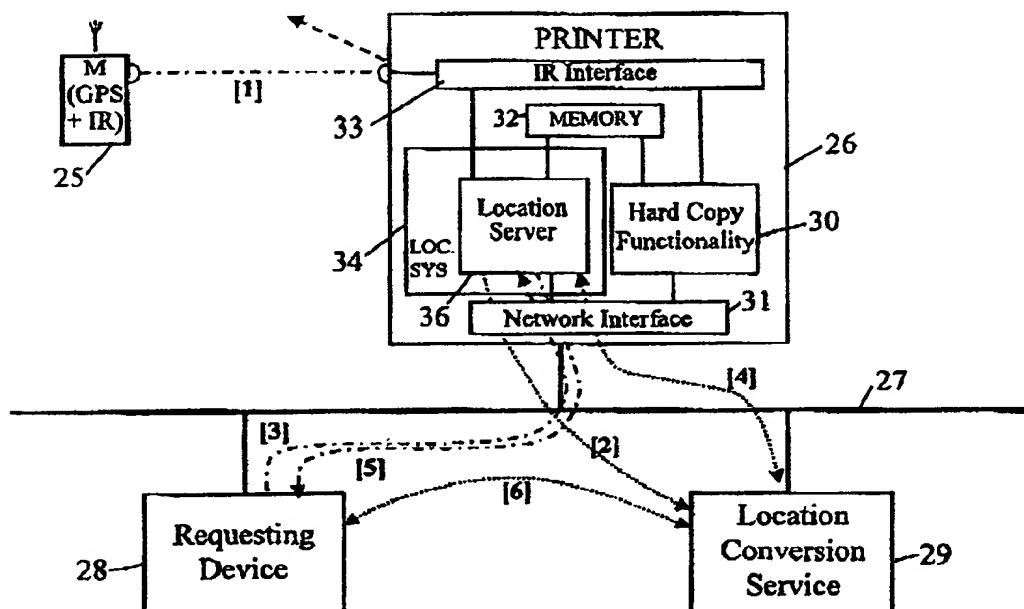 PRINTER
M
(GPS
+ IR)
25
[1]
IR Interface
33
32
MEMORY
26
34
LOC.
SYS
Location
Server
Hard Copy
Functionality
30
36
Network Interface
31
[4]
27
[3]
[5]
[2]
[6]
28
Requesting
Device
Location
Conversion
Service
29